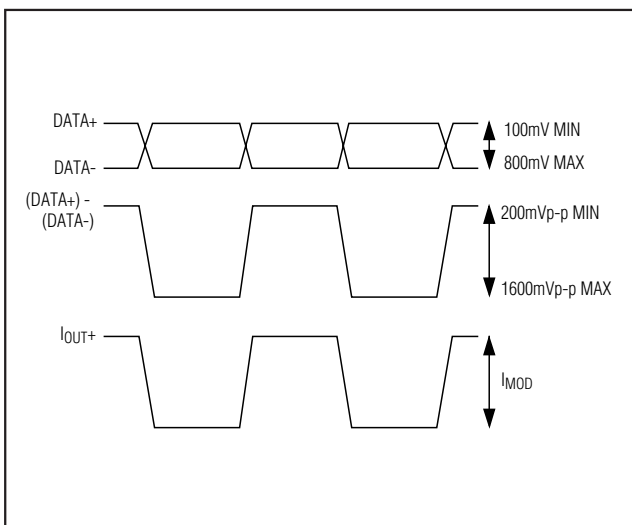 DATA+
100mV MIN
DATA-
800mV MAX
(DATA+) -
(DATA-)
200mVp-p MIN
1600mVp-p MAX
IOUT+
IMOD